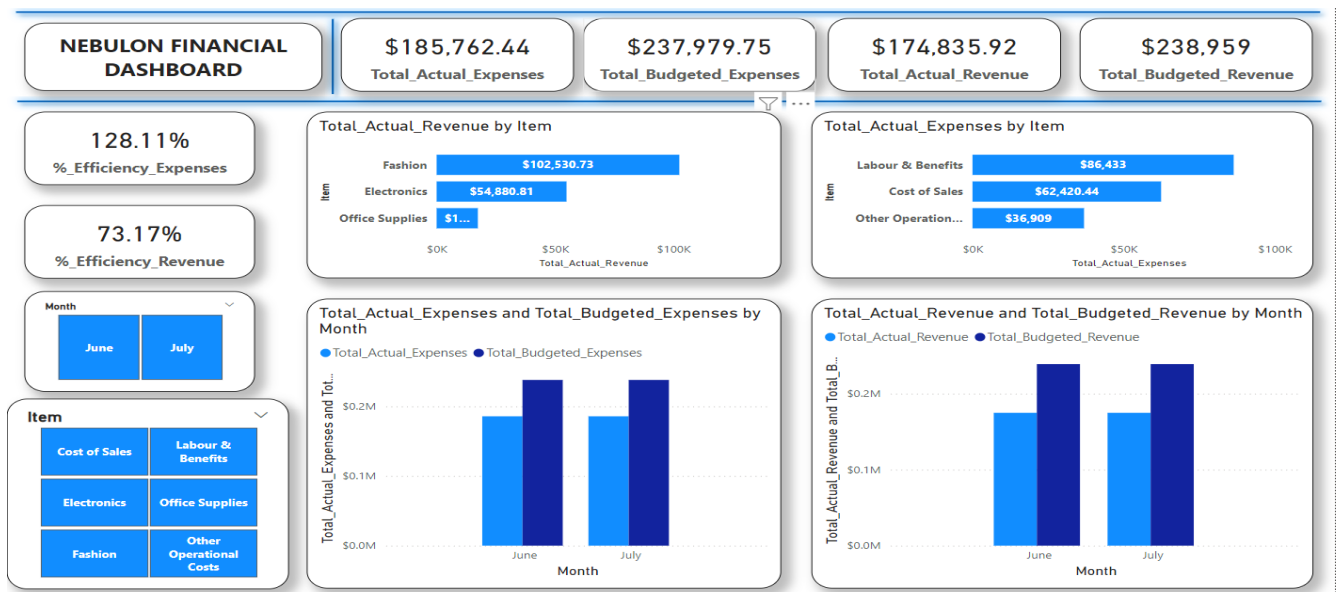 NEBULON FINANCIAL
DASHBOARD
$185,762.44
Total_Actual_Expenses
$237,979.75
Total_Budgeted_Expenses
$174,835.92
Total_Actual_Revenue
$238,959
Total_Budgeted_Revenue
128.11%
%_Efficiency_Expenses
73.17%
%_Efficiency_Revenue
Month
June
July
Item
Cost of Sales
Labour &
Benefits
Electronics
Office Supplies
Fashion
Other
Operational
Costs
Total_Actual_Revenue by Item
Item
Fashion
$102,530.73
Electronics
$54,880.81
Office Supplies
$1...
$0K
$50K
$100K
Total_Actual_Revenue
Total_Actual_Expenses by Item
Item
Labour & Benefits
$86,433
Cost of Sales
$62,420.44
Other Operation...
$36,909
$0K
$50K
$100K
Total_Actual_Expenses
Total_Actual_Expenses and Total_Budgeted_Expenses by
Month
Total_Actual_Expenses
Total_Budgeted_Expenses
Total_Actual_Expenses and Tot...
$0.2M
$0.1M
$0.0M
June
July
Month
Total_Actual_Revenue and Total_Budgeted_Revenue by Month
Total_Actual_Revenue
Total_Budgeted_Revenue
Total_Actual_Revenue and Total_B...
$0.2M
$0.1M
$0.0M
June
July
Month